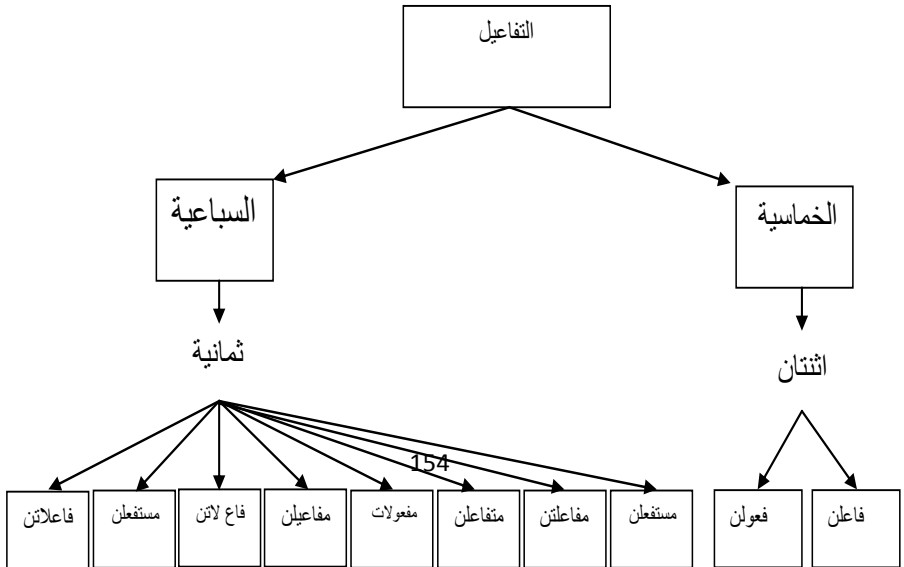 التفاعيل
الخماسية
السباعية
اثنتان
ثمانية
154
فاعلن
فعولن
مستفعلن
مفاعلتن
متفاعلن
مفعولات
مفاعيلن
فاع لاتن
مستفعلن
فاعلاتن